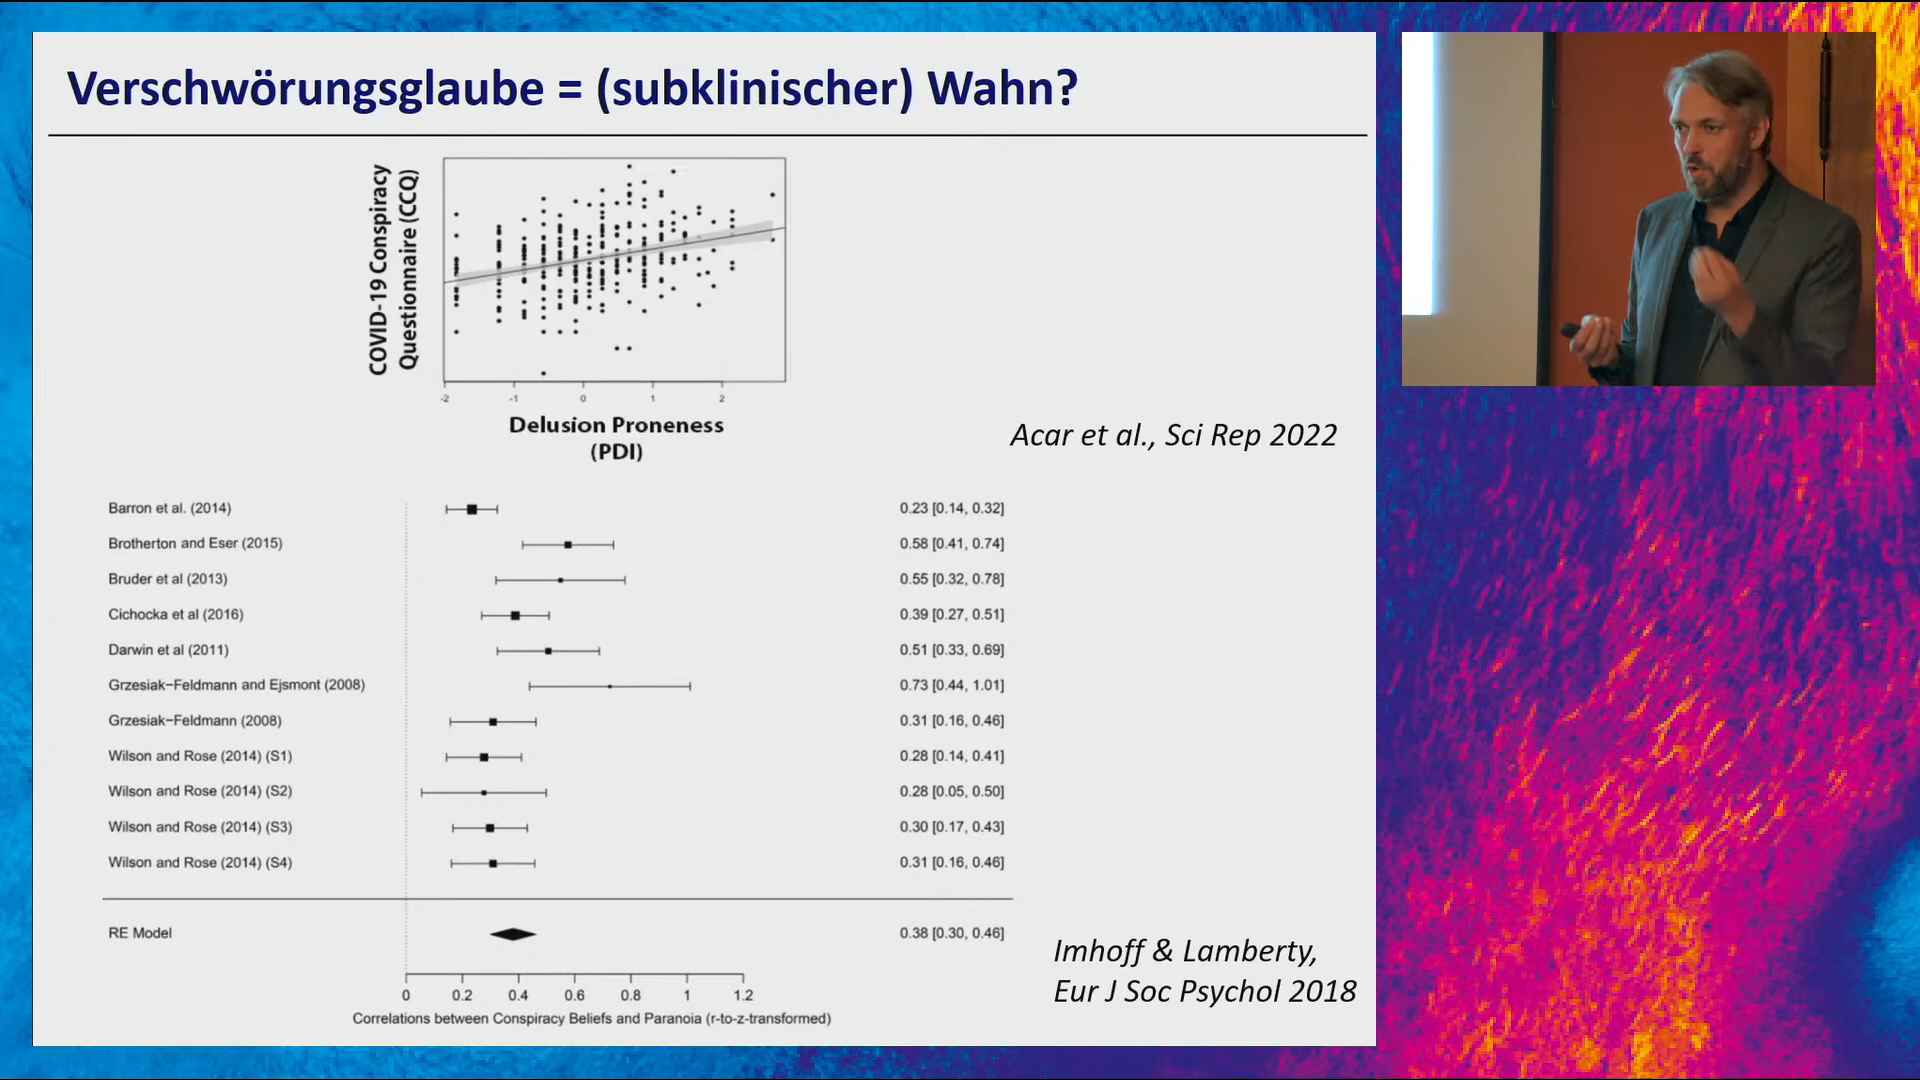 Verschwörungsglaube = (subklinischer) Wahn?
COVID-19 Conspiracy
Questionnaire (CCQ)
-2 -1 0 1 2
Delusion Proneness
(PDI)
Acar et al., Sci Rep 2022
Barron et al. (2014) 0.23 [0.14, 0.32]
Brotherton and Eser (2015) 0.58 [0.41, 0.74]
Bruder et al (2013) 0.55 [0.32, 0.78]
Cichocka et al (2016) 0.39 [0.27, 0.51]
Darwin et al (2011) 0.51 [0.33, 0.69]
Grzesiak−Feldmann and Ejsmont (2008) 0.73 [0.44, 1.01]
Grzesiak−Feldmann (2008) 0.31 [0.16, 0.46]
Wilson and Rose (2014) (S1) 0.28 [0.14, 0.41]
Wilson and Rose (2014) (S2) 0.28 [0.05, 0.50]
Wilson and Rose (2014) (S3) 0.30 [0.17, 0.43]
Wilson and Rose (2014) (S4) 0.31 [0.16, 0.46]
RE Model 0.38 [0.30, 0.46]
0 0.2 0.4 0.6 0.8 1 1.2
Correlations between Conspiracy Beliefs and Paranoia (r-to-z-transformed)
Imhoff & Lamberty,
Eur J Soc Psychol 2018